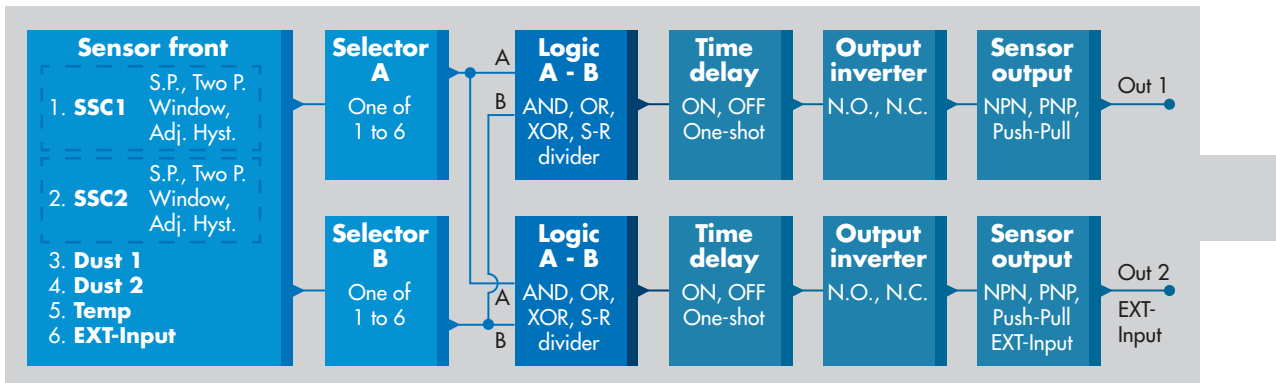 Sensor front
1. SSC1
S.P., Two P.
Window,
Adj. Hyst.
2. SSC2
S.P., Two P.
Window,
Adj. Hyst.
3. Dust 1
4. Dust 2
5. Temp
6. EXT-Input
Selector
A
One of
1 to 6
A
B
Logic
A - B
AND, OR,
XOR, S-R
divider
Time
delay
ON, OFF
One-shot
Output
inverter
N.O., N.C.
Sensor
output
NPN, PNP,
Push-Pull
Out 1
Selector
B
One of
1 to 6
A
B
Logic
A - B
AND, OR,
XOR, S-R
divider
Time
delay
ON, OFF
One-shot
Output
inverter
N.O., N.C.
Sensor
output
NPN, PNP,
Push-Pull
EXT-Input
Out 2
EXT-
Input